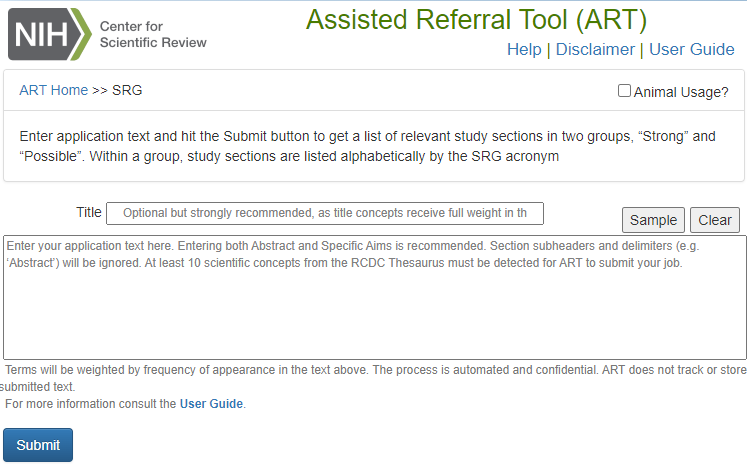 NIH Center for
Scientific Review
Assisted Referral Tool (ART)
Help | Disclaimer | User Guide
ART Home >> SRG
Animal Usage?
Enter application text and hit the Submit button to get a list of relevant study sections in two groups, “Strong” and
“Possible”. Within a group, study sections are listed alphabetically by the SRG acronym
Title Optional but strongly recommended, as title concepts receive full weight in th
Sample Clear
Enter your application text here. Entering both Abstract and Specific Aims is recommended. Section subheaders and delimiters (e.g.
‘Abstract’) will be ignored. At least 10 scientific concepts from the RCDC Thesaurus must be detected for ART to submit your job.
Terms will be weighted by frequency of appearance in the text above. The process is automated and confidential. ART does not track or store
submitted text.
For more information consult the User Guide.
Submit